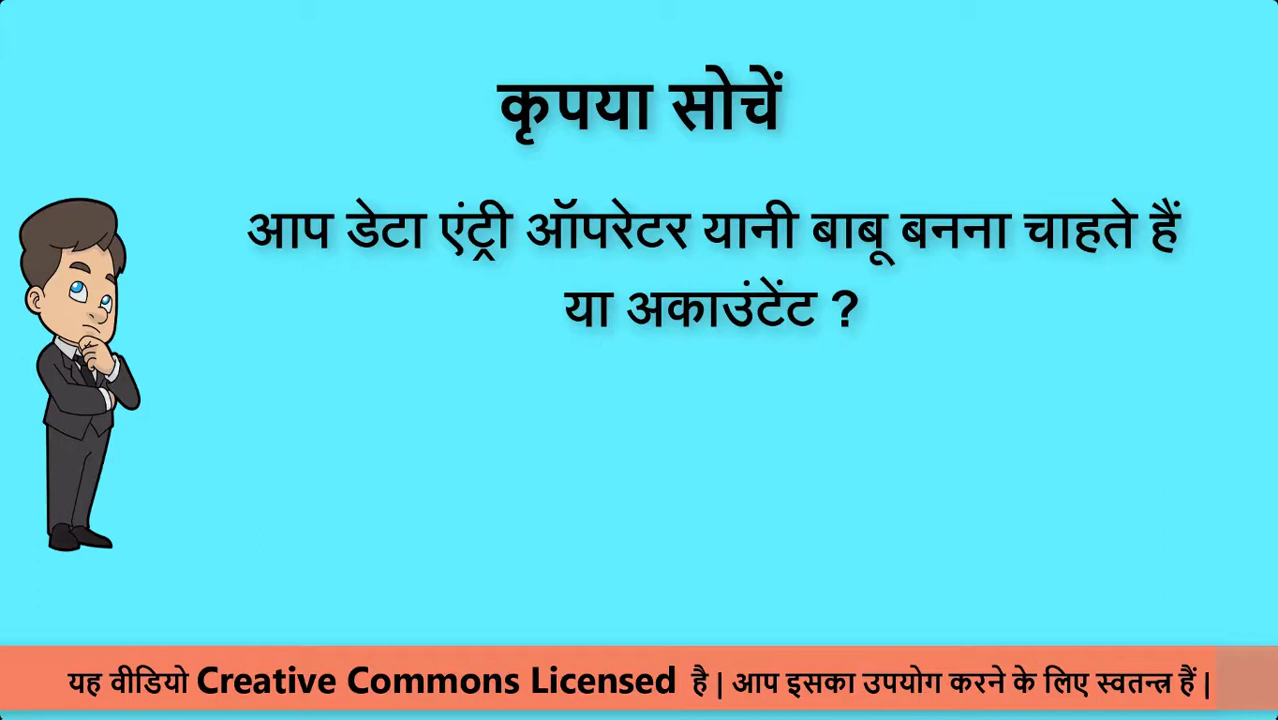 कृपया सोचें
आप डेटा एंट्री ऑपरेटर यानी बाबू बनना चाहते हैं
या अकाउंटेंट ?
यह वीडियो Creative Commons Licensed है | आप इसका उपयोग करने के लिए स्वतन्त्र हैं |